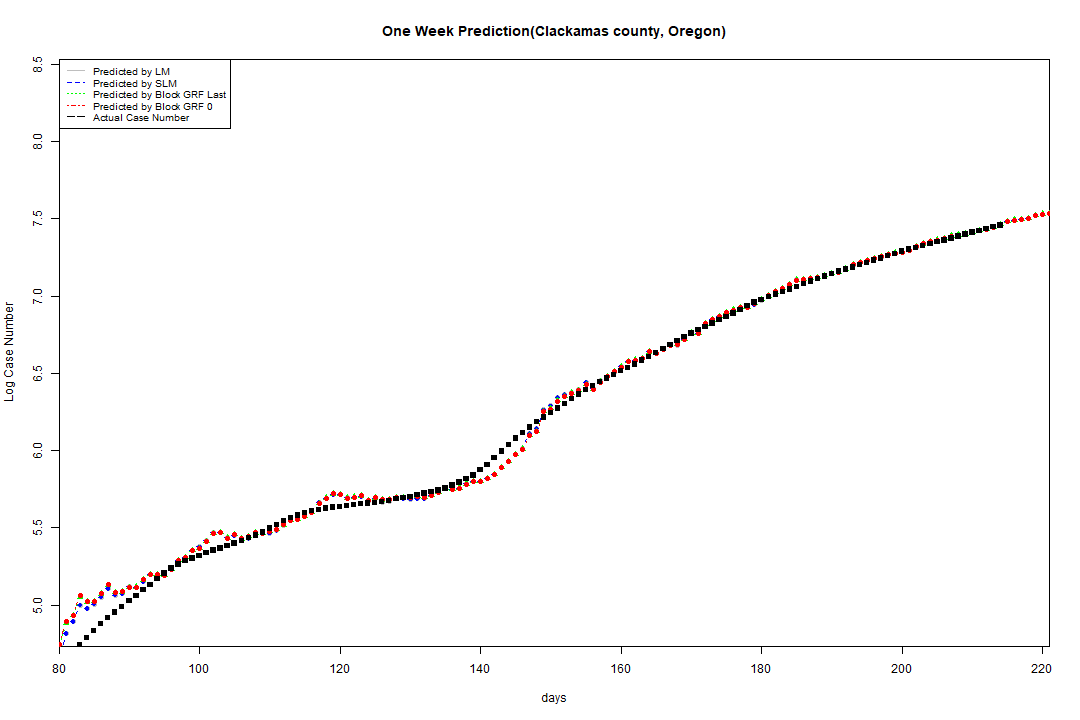 One Week Prediction(Clackamas county, Oregon)
Predicted by LM
Predicted by SLM
Predicted by Block GRF Last
Predicted by Block GRF 0
Actual Case Number
8.5
8.0
7.5
7.0
6.5
6.0
5.5
5.0
Log Case Number
80 100 120 140 160 180 200 220
days